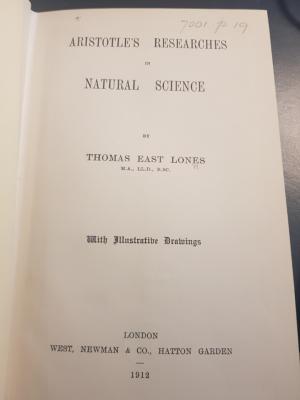 7001. p 19
ARISTOTLE'S RESEARCHES
IN
NATURAL SCIENCE
BY
THOMAS EAST LONES
M.A., LL.D., B.SC.
With Illustrative Drawings
LONDON
WEST, NEWMAN & CO., HATTON GARDEN
1912